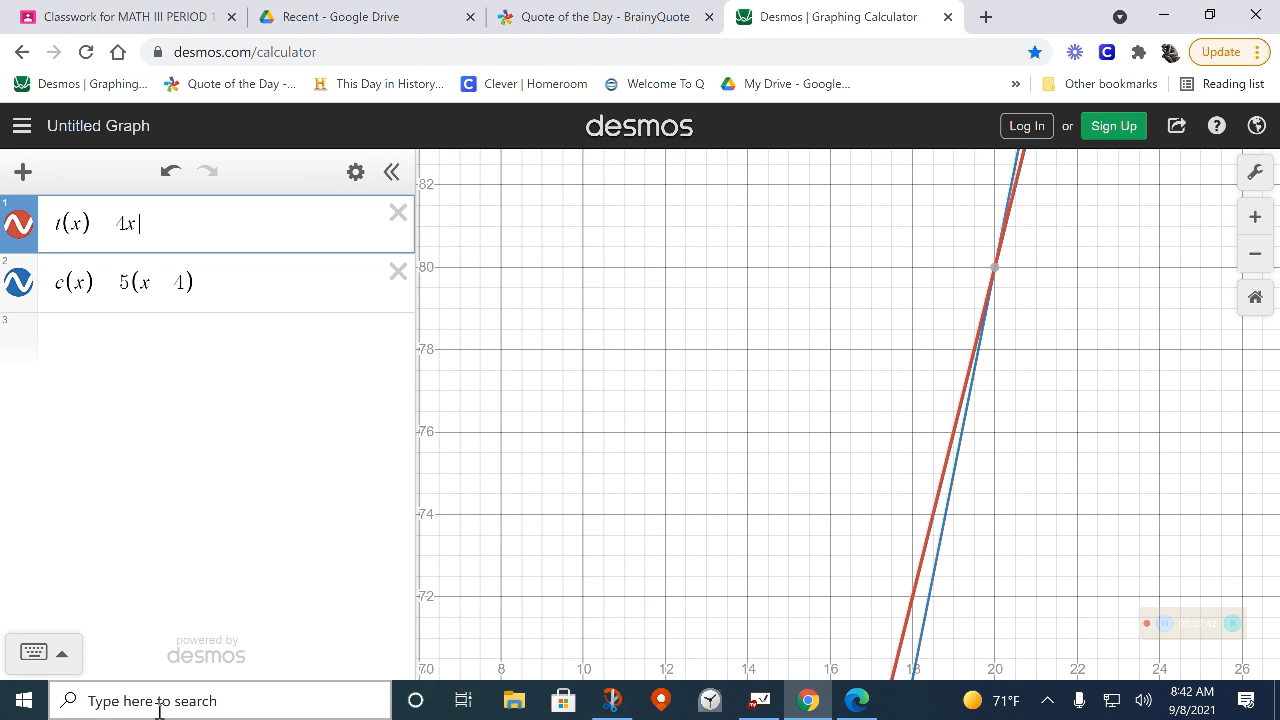 Classwork for MATH III PERIOD 1
Recent - Google Drive
Quote of the Day - BrainyQuote
Desmos | Graphing Calculator
desmos.com/calculator
Update
Desmos | Graphing...
Quote of the Day -...
This Day in History...
Clever | Homeroom
Welcome To Q
My Drive - Google...
»
Other bookmarks
Reading list
Untitled Graph
desmos
Log In or Sign Up
1
t(x) 4x
2
c(x) 5(x 4)
3
82
80
78
76
74
72
70
8 10 12 14 16 18 20 22 24 26
00:07:42
powered by
desmos
Type here to search
71°F
8:42 AM
9/8/2021